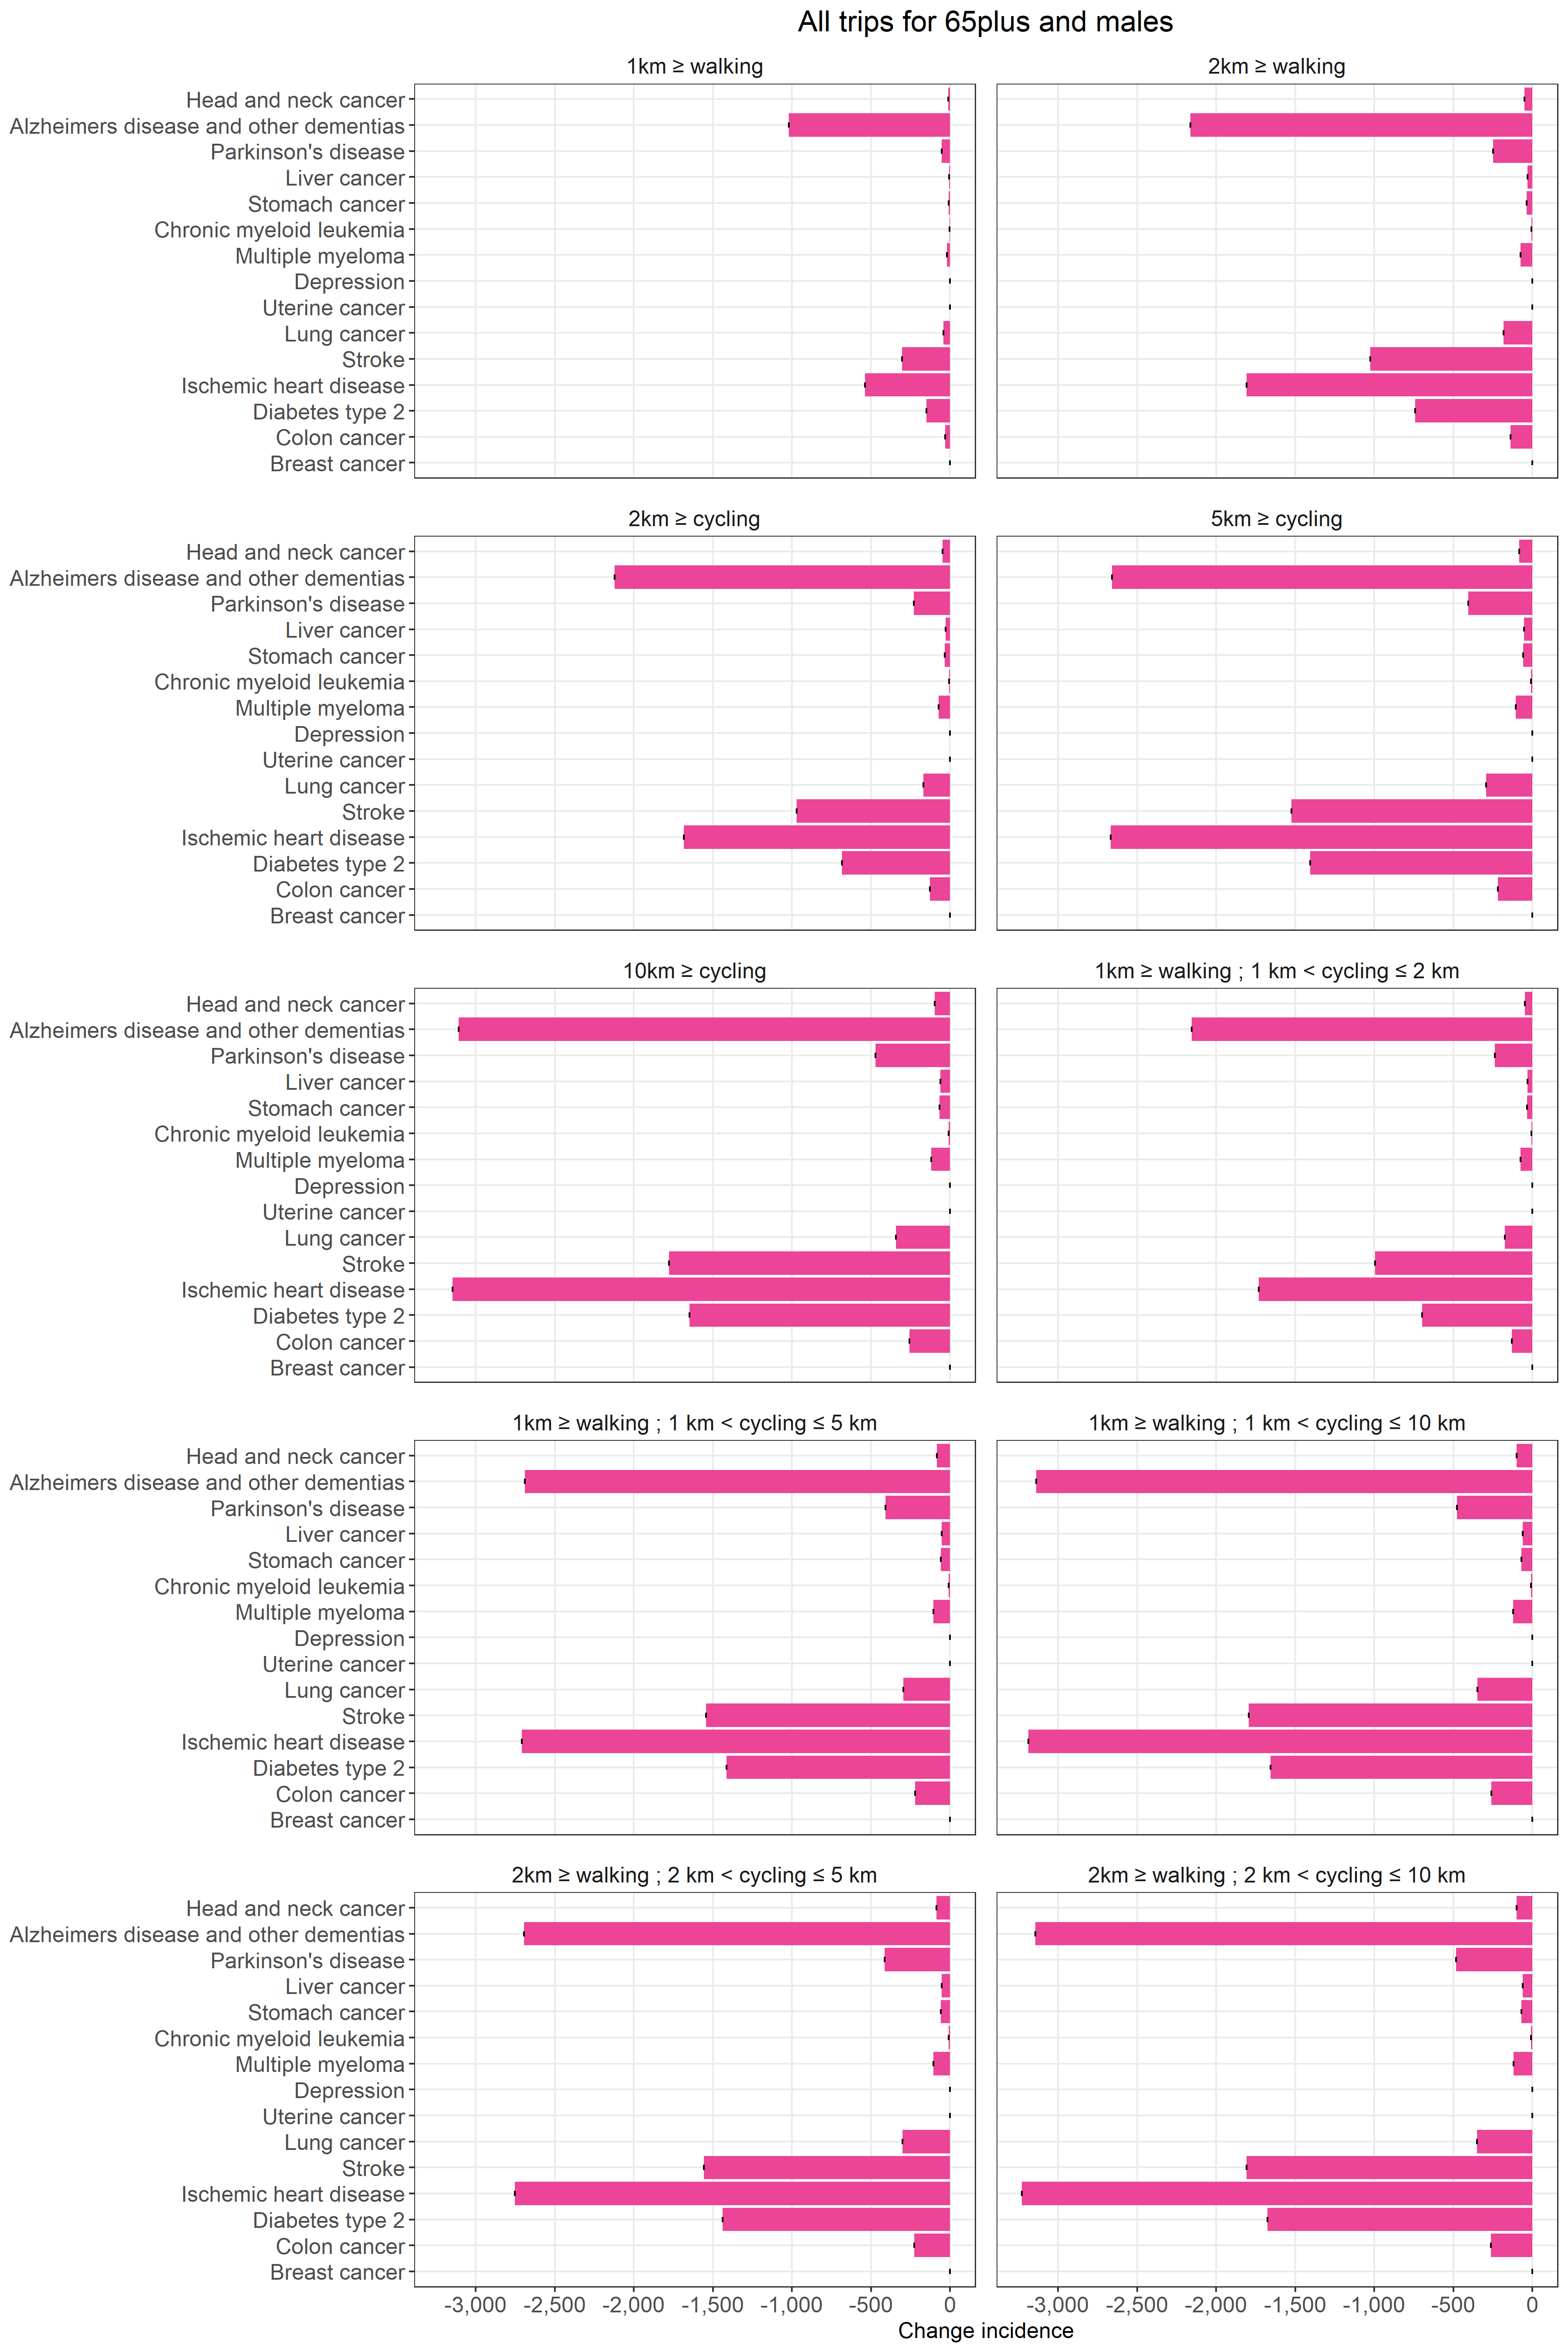 All trips for 65plus and males
1km ≥ walking
2km ≥ walking
Head and neck cancer
Alzheimers disease and other dementias
Parkinson's disease
Liver cancer
Stomach cancer
Chronic myeloid leukemia
Multiple myeloma
Depression
Uterine cancer
Lung cancer
Stroke
Ischemic heart disease
Diabetes type 2
Colon cancer
Breast cancer
2km ≥ cycling
5km ≥ cycling
Head and neck cancer
Alzheimers disease and other dementias
Parkinson's disease
Liver cancer
Stomach cancer
Chronic myeloid leukemia
Multiple myeloma
Depression
Uterine cancer
Lung cancer
Stroke
Ischemic heart disease
Diabetes type 2
Colon cancer
Breast cancer
10km ≥ cycling
1km ≥ walking ; 1 km < cycling ≤ 2 km
Head and neck cancer
Alzheimers disease and other dementias
Parkinson's disease
Liver cancer
Stomach cancer
Chronic myeloid leukemia
Multiple myeloma
Depression
Uterine cancer
Lung cancer
Stroke
Ischemic heart disease
Diabetes type 2
Colon cancer
Breast cancer
1km ≥ walking ; 1 km < cycling ≤ 5 km
1km ≥ walking ; 1 km < cycling ≤ 10 km
Head and neck cancer
Alzheimers disease and other dementias
Parkinson's disease
Liver cancer
Stomach cancer
Chronic myeloid leukemia
Multiple myeloma
Depression
Uterine cancer
Lung cancer
Stroke
Ischemic heart disease
Diabetes type 2
Colon cancer
Breast cancer
2km ≥ walking ; 2 km < cycling ≤ 5 km
2km ≥ walking ; 2 km < cycling ≤ 10 km
Head and neck cancer
Alzheimers disease and other dementias
Parkinson's disease
Liver cancer
Stomach cancer
Chronic myeloid leukemia
Multiple myeloma
Depression
Uterine cancer
Lung cancer
Stroke
Ischemic heart disease
Diabetes type 2
Colon cancer
Breast cancer
-3,000 -2,500 -2,000 -1,500 -1,000 -500 0
-3,000 -2,500 -2,000 -1,500 -1,000 -500 0
Change incidence